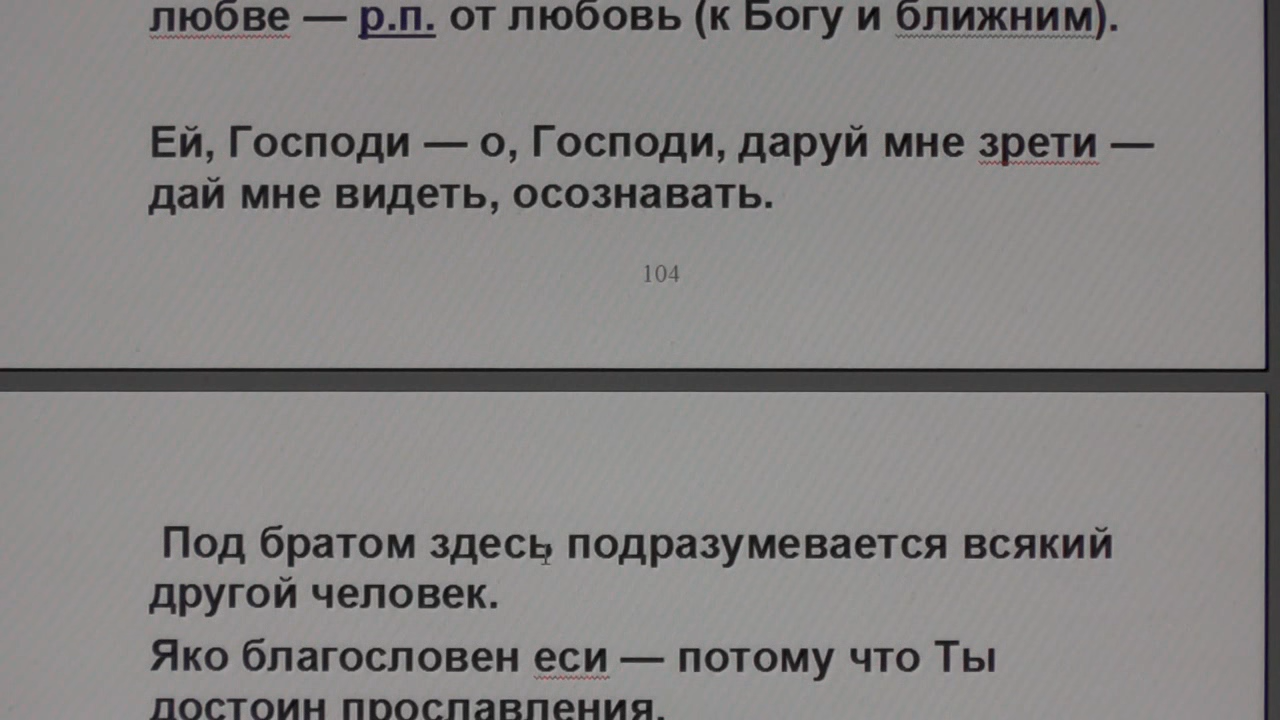 любве — р.п. от любовь (к Богу и ближним).
Ей, Господи — о, Господи, даруй мне зрети —
дай мне видеть, осознавать.
104
Под братом здесь подразумевается всякий
другой человек.
Яко благословен еси — потому что Ты
достоин прославления.